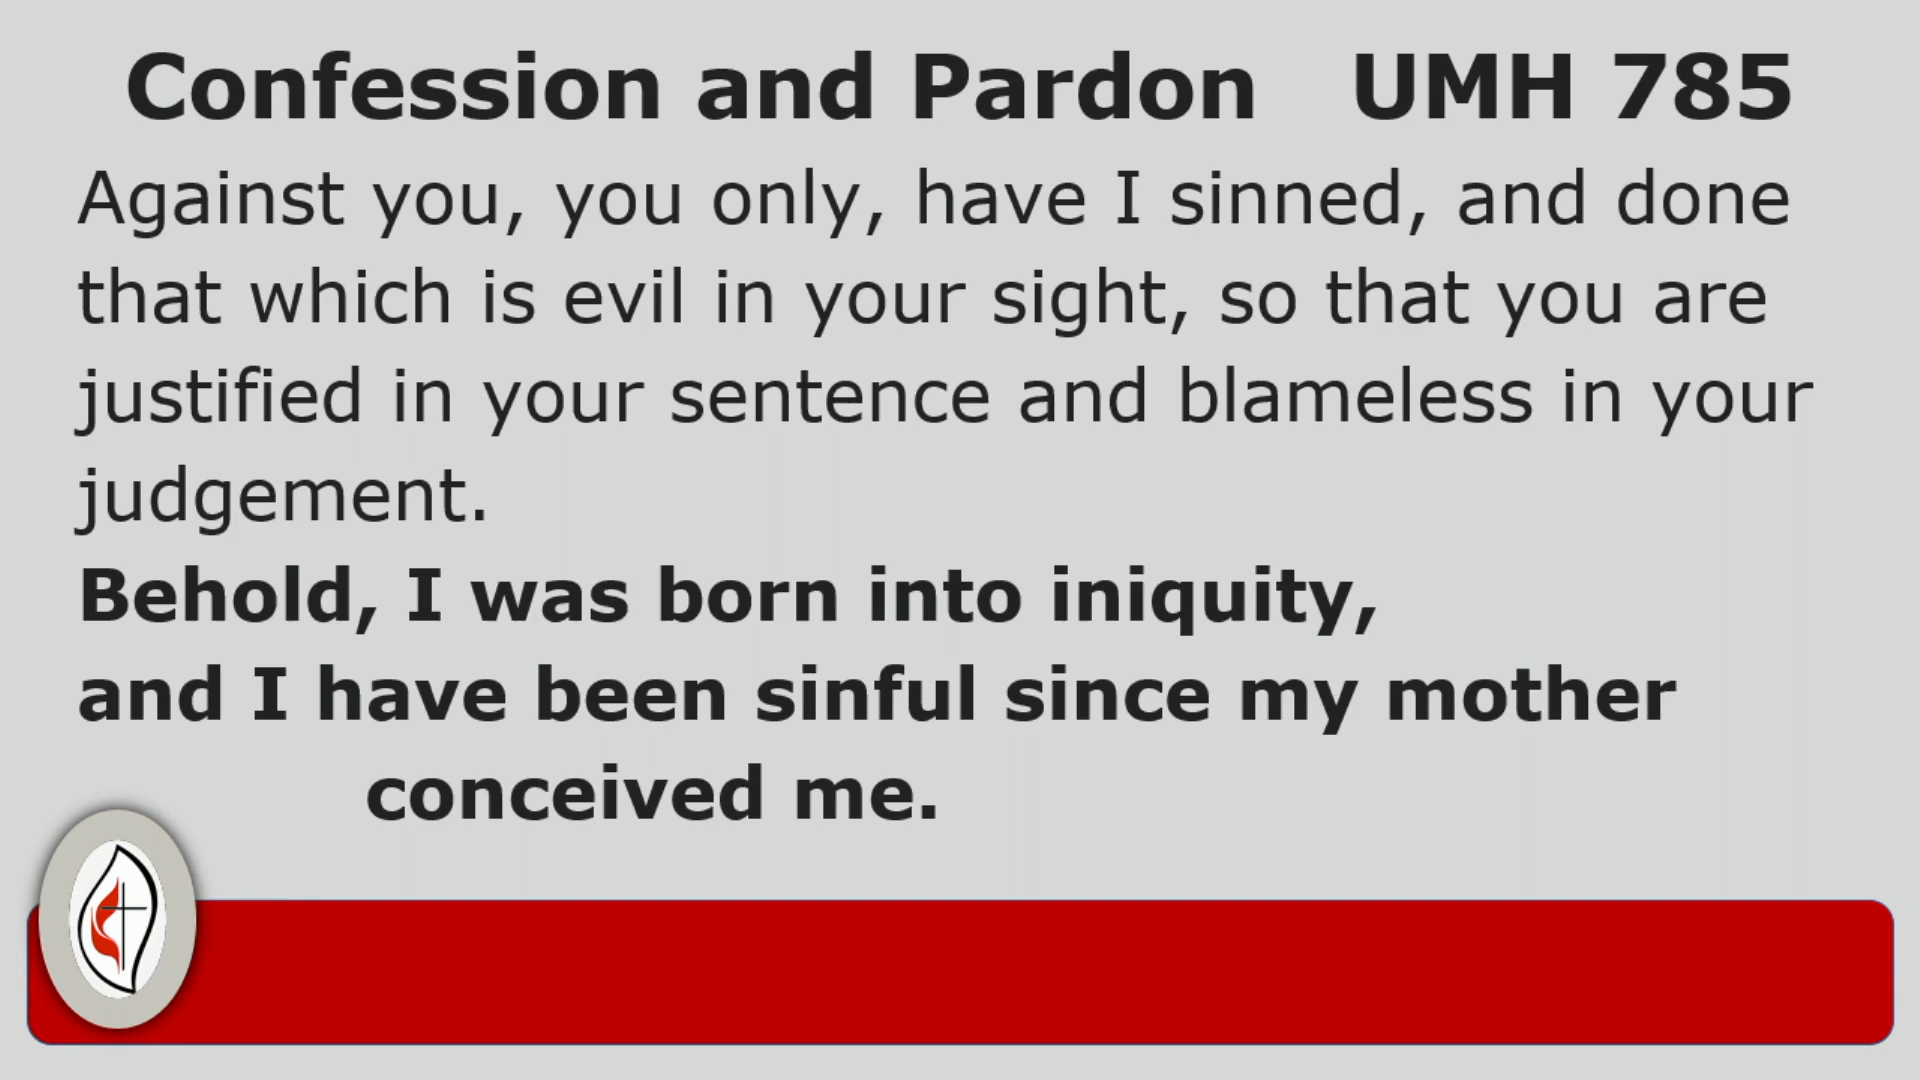 Confession and Pardon UMH 785
Against you, you only, have I sinned, and done
that which is evil in your sight, so that you are
justified in your sentence and blameless in your
judgement.
Behold, I was born into iniquity,
and I have been sinful since my mother
conceived me.